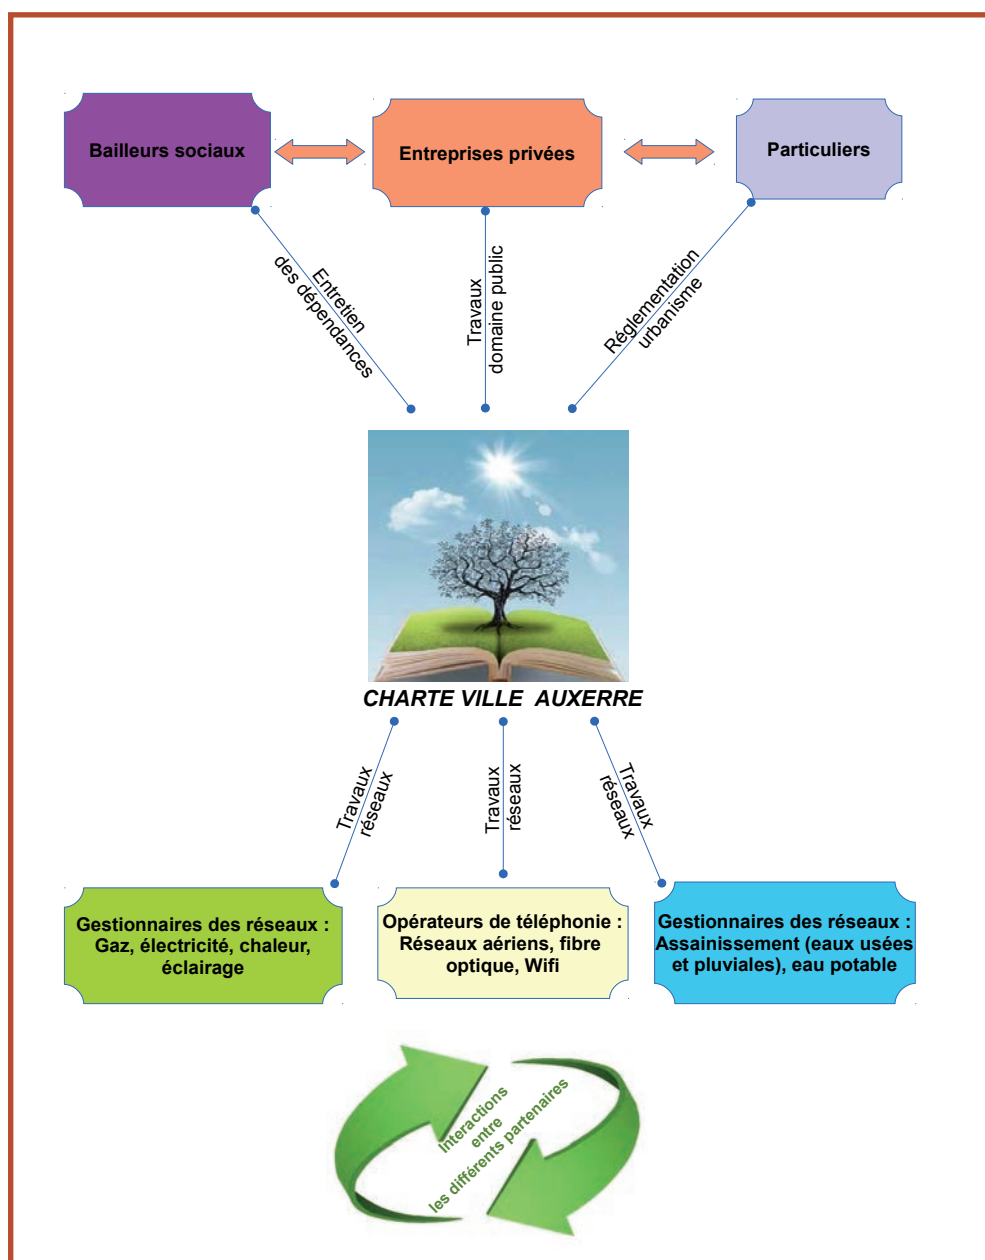 Bailleurs sociaux
Entreprises privées
Particuliers
Entretien
des dépendances
Travaux
domaine public
Réglementation
urbanisme
CHARTE VILLE AUXERRE
Travaux
réseaux
Travaux
réseaux
Travaux
réseaux
Gestionnaires des réseaux :
Gaz, électricité, chaleur,
éclairage
Opérateurs de téléphonie :
Réseaux aériens, fibre
optique, Wifi
Gestionnaires des réseaux :
Assainissement (eaux usées
et pluviales), eau potable
Interactions
entre
les différents partenaires